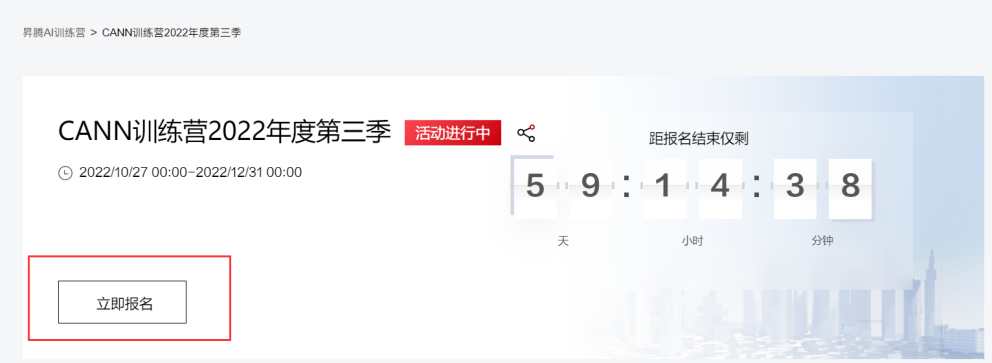 昇腾AI训练营 > CANN训练营2022年度第三季
CANN训练营2022年度第三季 活动进行中
2022/10/27 00:00-2022/12/31 00:00
距报名结束仅剩
59:14:38
天 小时 分钟
立即报名